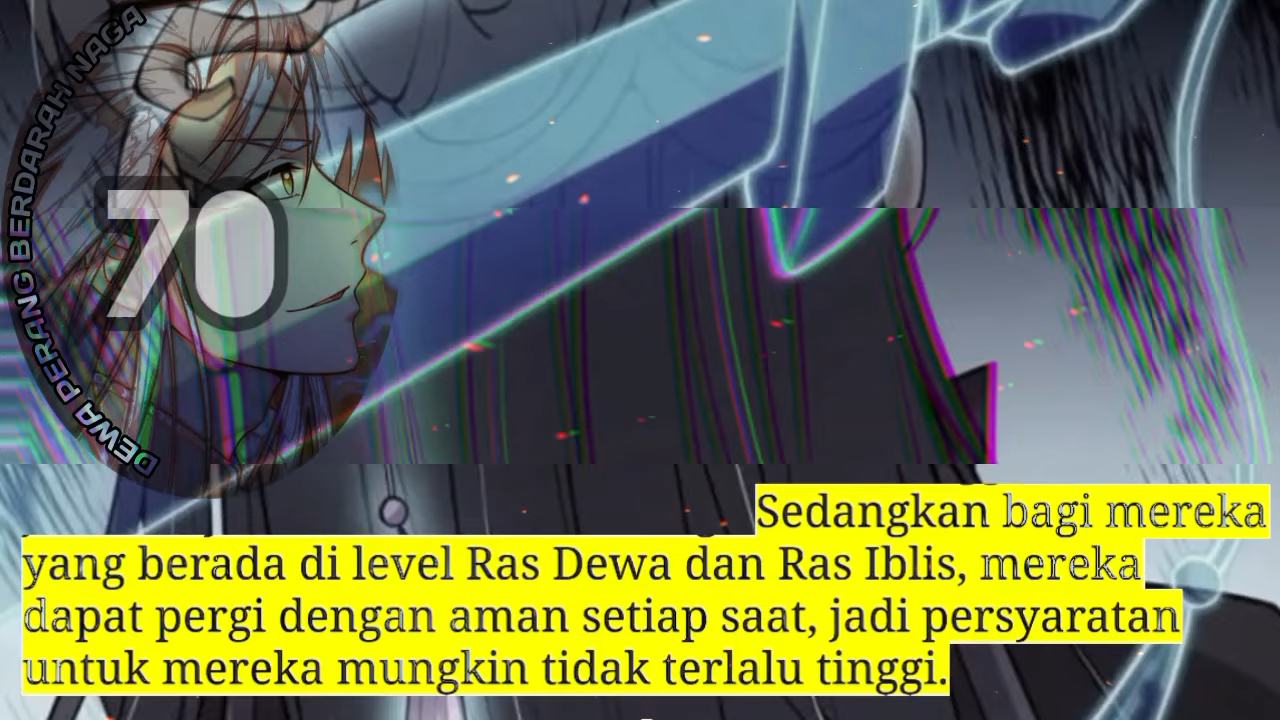 DEWA PERANG BERDARAH NAGA
70
Sedangkan bagi mereka
yang berada di level Ras Dewa dan Ras Iblis, mereka
dapat pergi dengan aman setiap saat, jadi persyaratan
untuk mereka mungkin tidak terlalu tinggi.